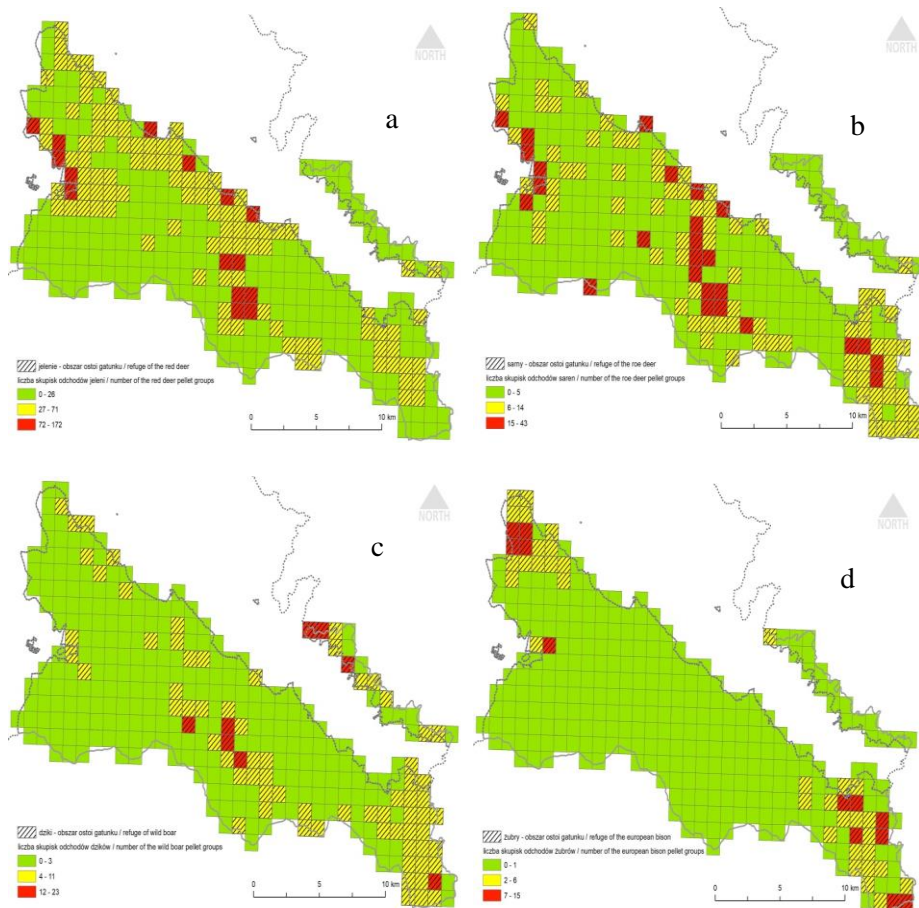 NORTH
a
jelenie - obszar ostoi gatunku / refuge of the red deer
liczba skupisk odchodów jeleni / number of the red deer pellet groups
0 - 26
27 - 71
72 - 172
0 5 10 km
NORTH
b
sarny - obszar ostoi gatunku / refuge of the roe deer
liczba skupisk odchodów saren / number of the roe deer pellet groups
0 - 5
6 - 14
15 - 43
0 5 10 km
NORTH
c
dziki - obszar ostoi gatunku / refuge of wild boar
liczba skupisk odchodów dzików / number of the wild boar pellet groups
0 - 3
4 - 11
12 - 23
0 5 10 km
NORTH
d
żubry - obszar ostoi gatunku / refuge of the european bison
liczba skupisk odchodów żubrów / number of the european bison pellet groups
0 - 1
2 - 6
7 - 15
0 5 10 km